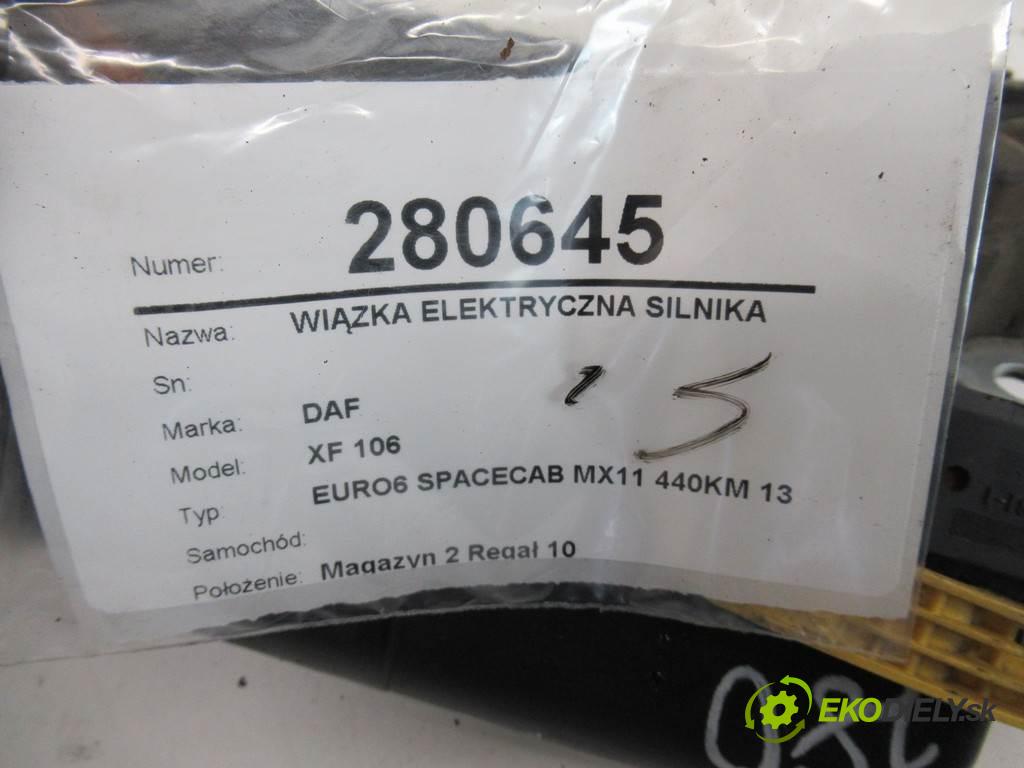 Numer: 280645
Nazwa: WIĄZKA ELEKTRYCZNA SILNIKA
Sn:
Marka: DAF
Model: XF 106
Typ: EURO6 SPACECAB MX11 440KM 13
Samochód:
Położenie: Magazyn 2 Regał 10
EKODIELY.sk